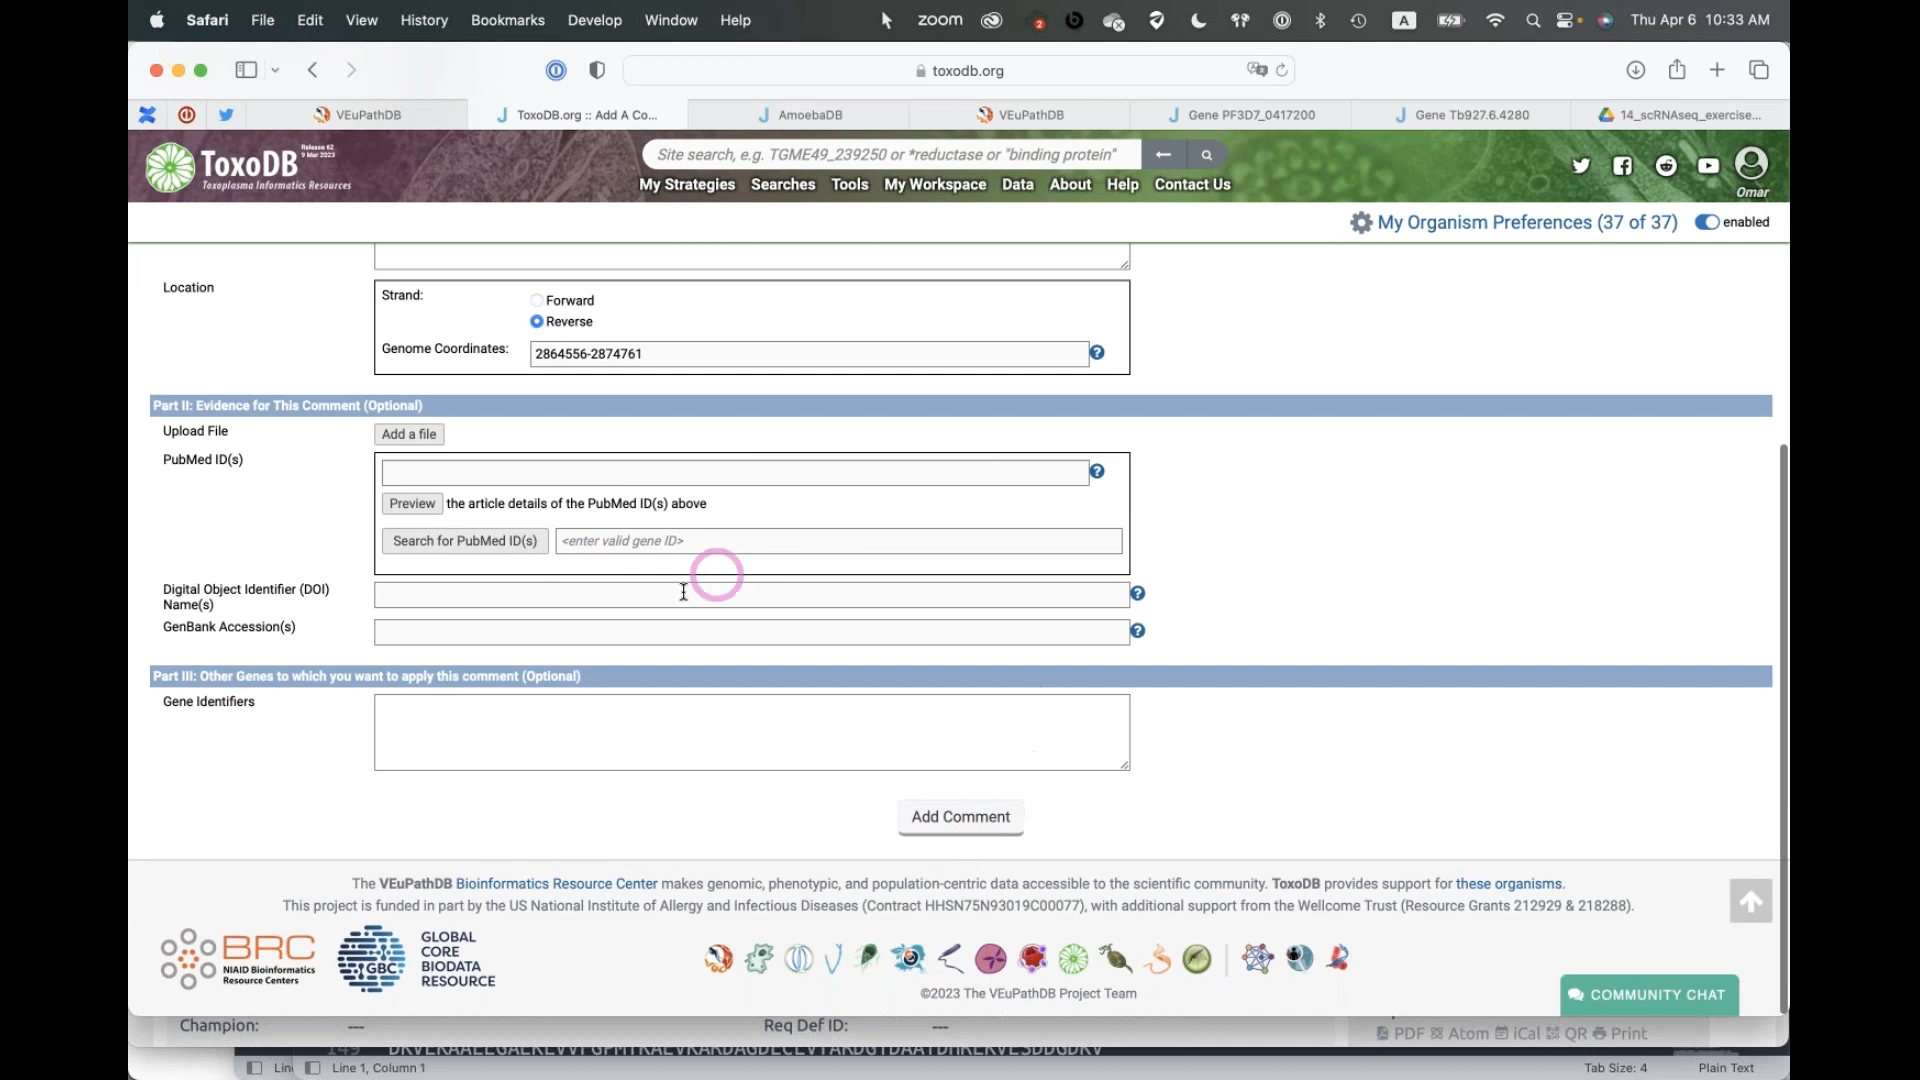 Safari File Edit View History Bookmarks Develop Window Help zoom 2 A Thu Apr 6 10:33 AM
toxodb.org
VEuPathDB ToxoDB.org :: Add A Co... AmoebaDB VEuPathDB Gene PF3D7_0417200 Gene Tb927.6.4280 14_scRNAseq_exercise...
ToxoDB Release 62 9 Mar 2023
Toxoplasma Informatics Resources
Site search, e.g. TGME49_239250 or *reductase or "binding protein"
My Strategies Searches Tools My Workspace Data About Help Contact Us
Omar
My Organism Preferences (37 of 37) enabled
Location
Strand:
Forward
Reverse
Genome Coordinates: 2864556-2874761 ?
Part II: Evidence for This Comment (Optional)
Upload File Add a file
PubMed ID(s) ?
Preview the article details of the PubMed ID(s) above
Search for PubMed ID(s) <enter valid gene ID>
Digital Object Identifier (DOI) ?
Name(s)
GenBank Accession(s) ?
Part III: Other Genes to which you want to apply this comment (Optional)
Gene Identifiers
Add Comment
The VEuPathDB Bioinformatics Resource Center makes genomic, phenotypic, and population-centric data accessible to the scientific community. ToxoDB provides support for these organisms.
This project is funded in part by the US National Institute of Allergy and Infectious Diseases (Contract HHSN75N93019C00077), with additional support from the Wellcome Trust (Resource Grants 212929 & 218288).
BRC
NIAID Bioinformatics
Resource Centers
GBC
GLOBAL
CORE
BIODATA
RESOURCE
©2023 The VEuPathDB Project Team
COMMUNITY CHAT
Champion: --- Req Def ID: ---
PDF Atom iCal QR Print
Line 1, Column 1 Tab Size: 4 Plain Text